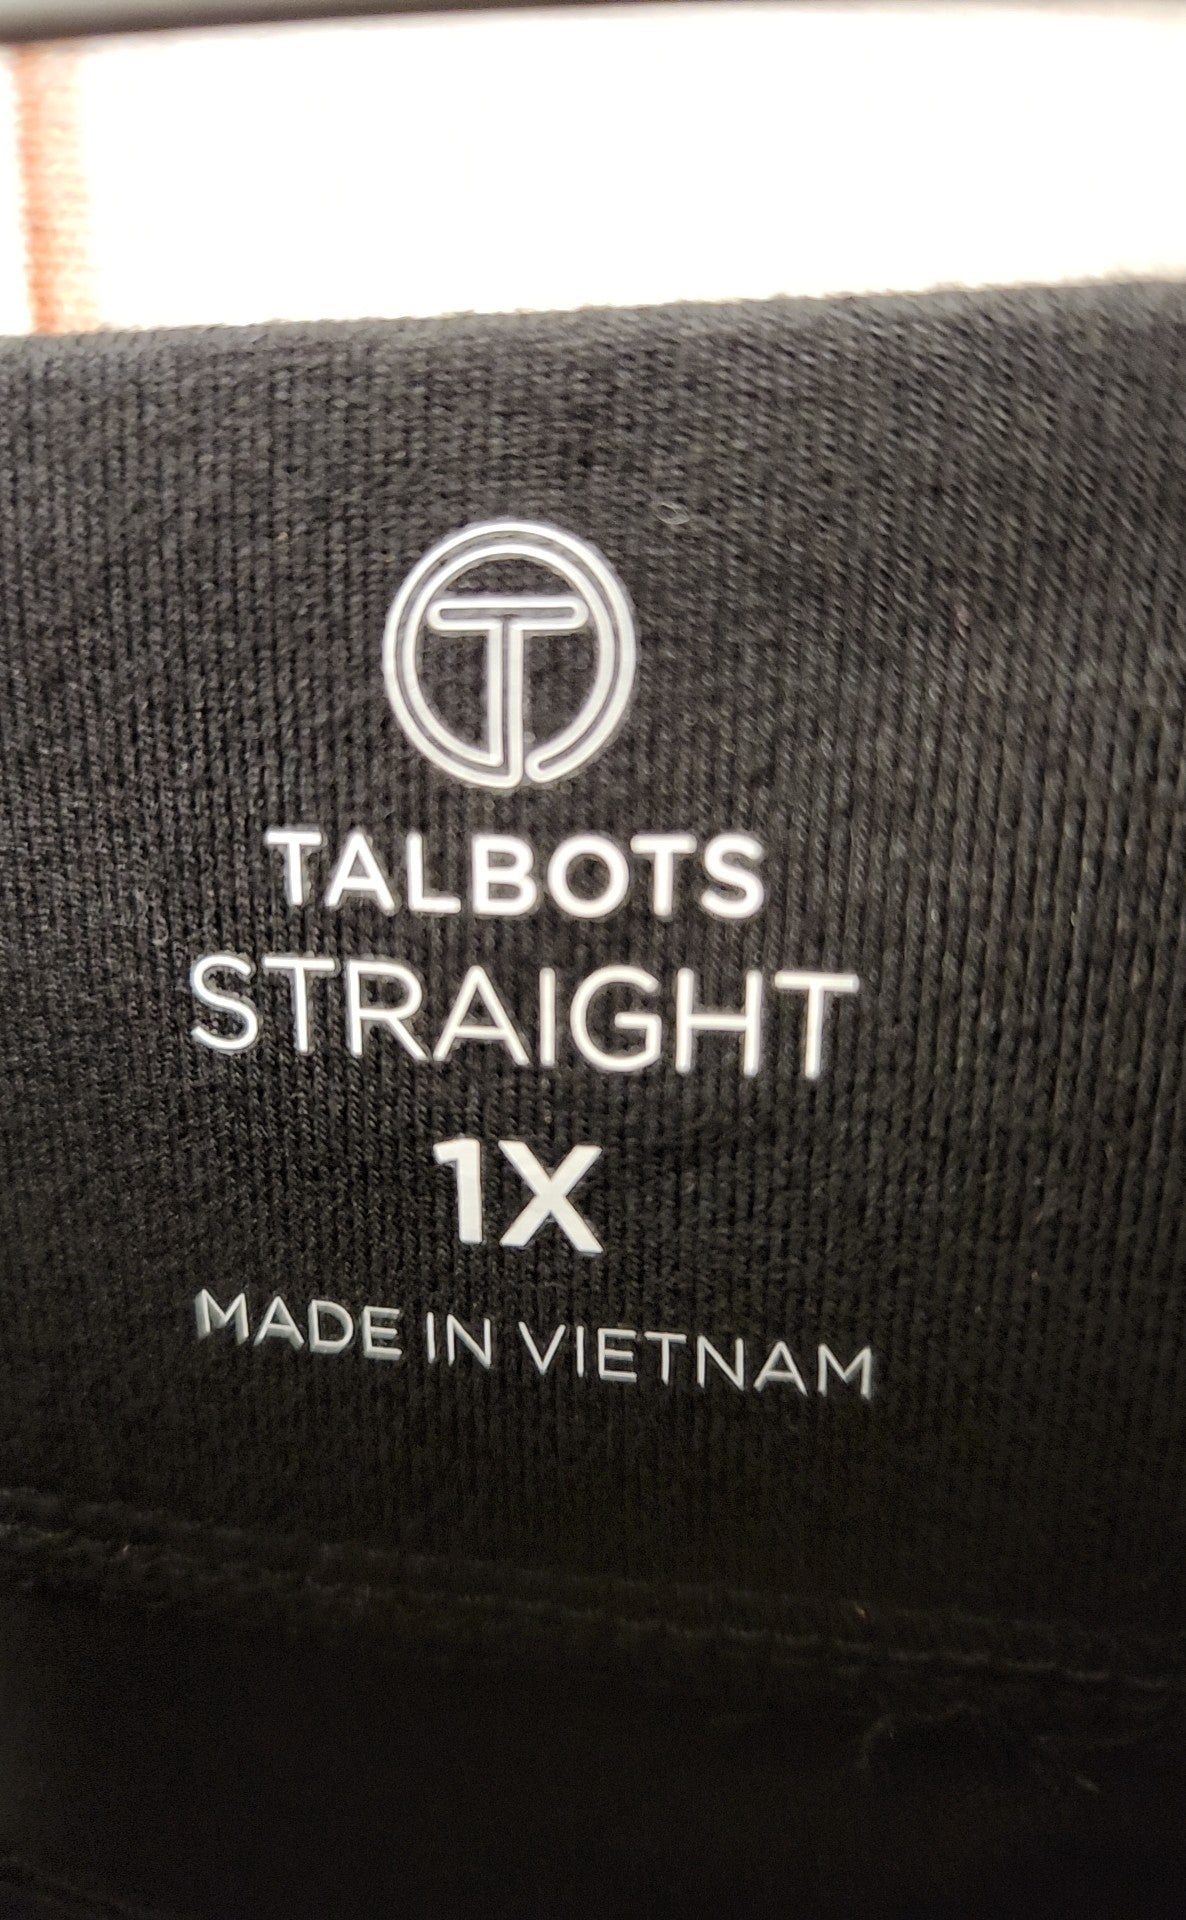 T
TALBOTS
STRAIGHT
1X
MADE IN VIETNAM